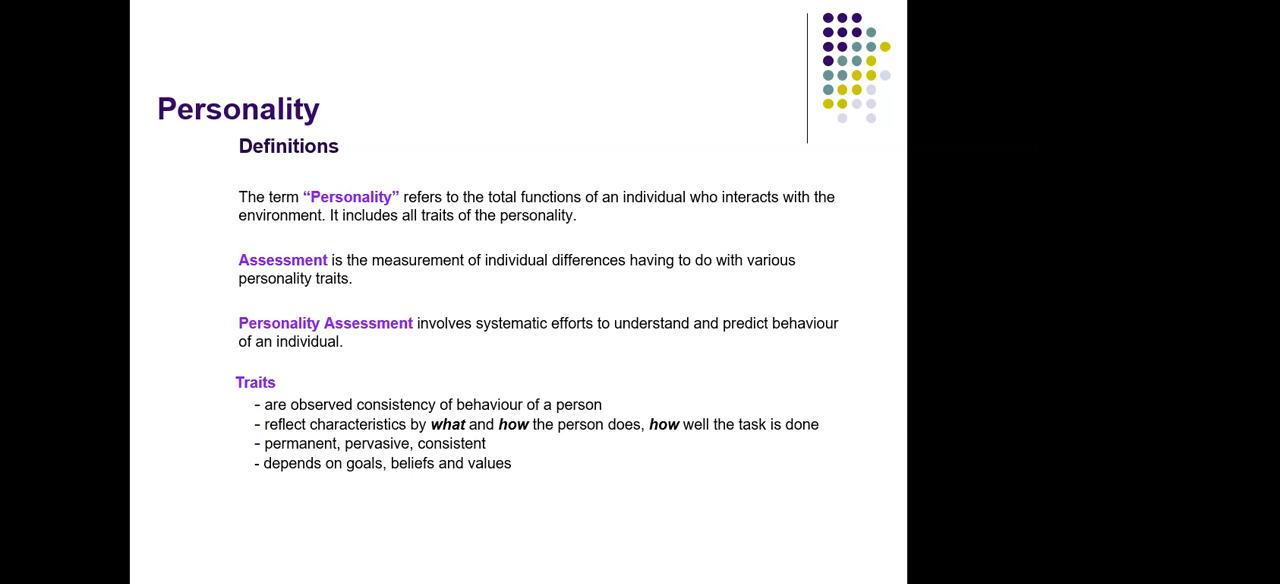 Personality
Definitions
The term “Personality” refers to the total functions of an individual who interacts with the
environment. It includes all traits of the personality.
Assessment is the measurement of individual differences having to do with various
personality traits.
Personality Assessment involves systematic efforts to understand and predict behaviour
of an individual.
Traits
- are observed consistency of behaviour of a person
- reflect characteristics by what and how the person does, how well the task is done
- permanent, pervasive, consistent
- depends on goals, beliefs and values